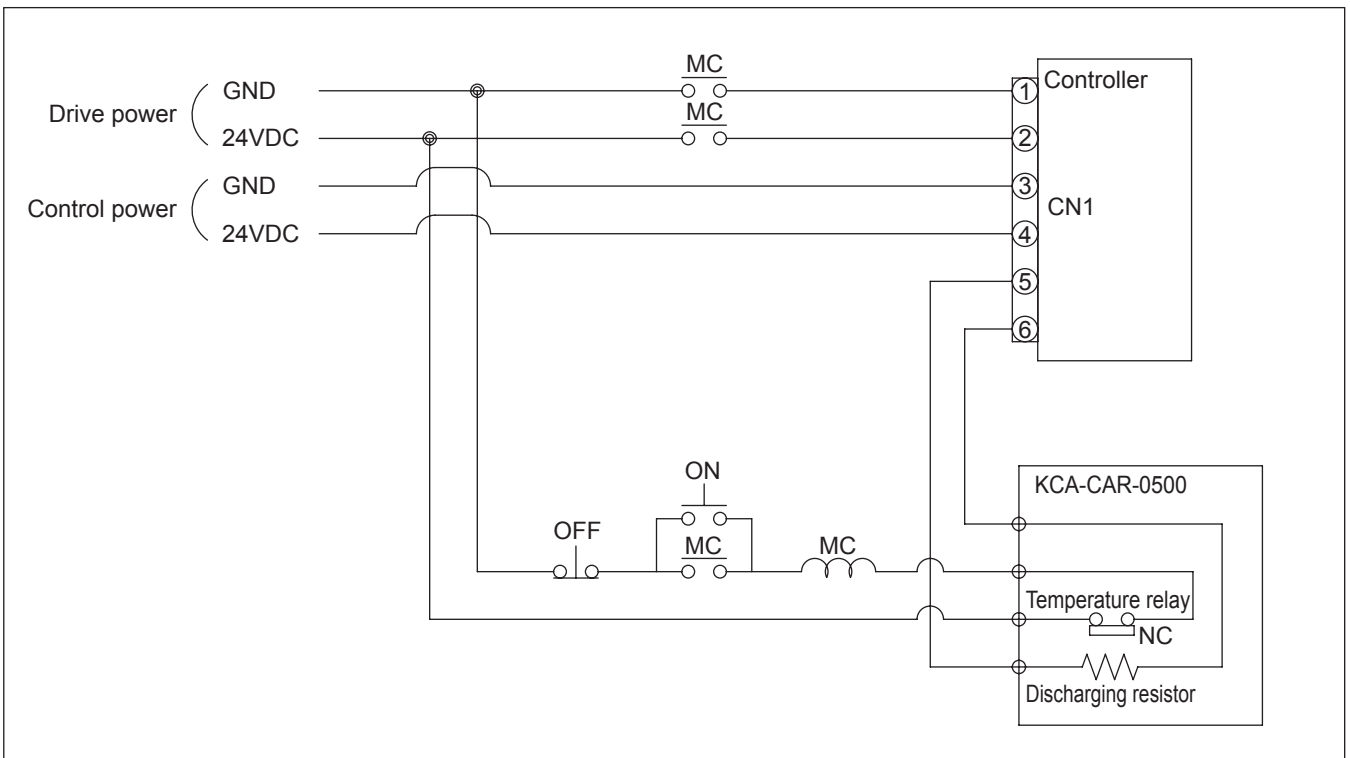 MC
Controller
Drive power
GND
①
MC
24VDC
②
Control power
GND
③
CN1
24VDC
④
⑤
⑥
ON
KCA-CAR-0500
OFF
MC
MC
Temperature relay
NC
Discharging resistor